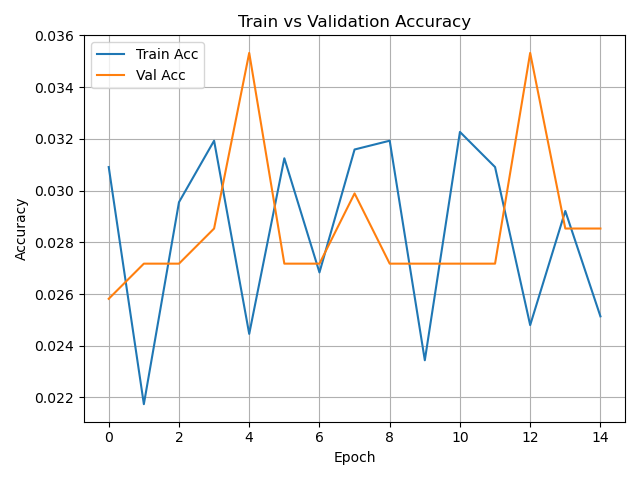 Train vs Validation Accuracy
Train Acc
Val Acc
0.036
0.034
0.032
0.030
0.028
0.026
0.024
0.022
Accuracy
0 2 4 6 8 10 12 14
Epoch